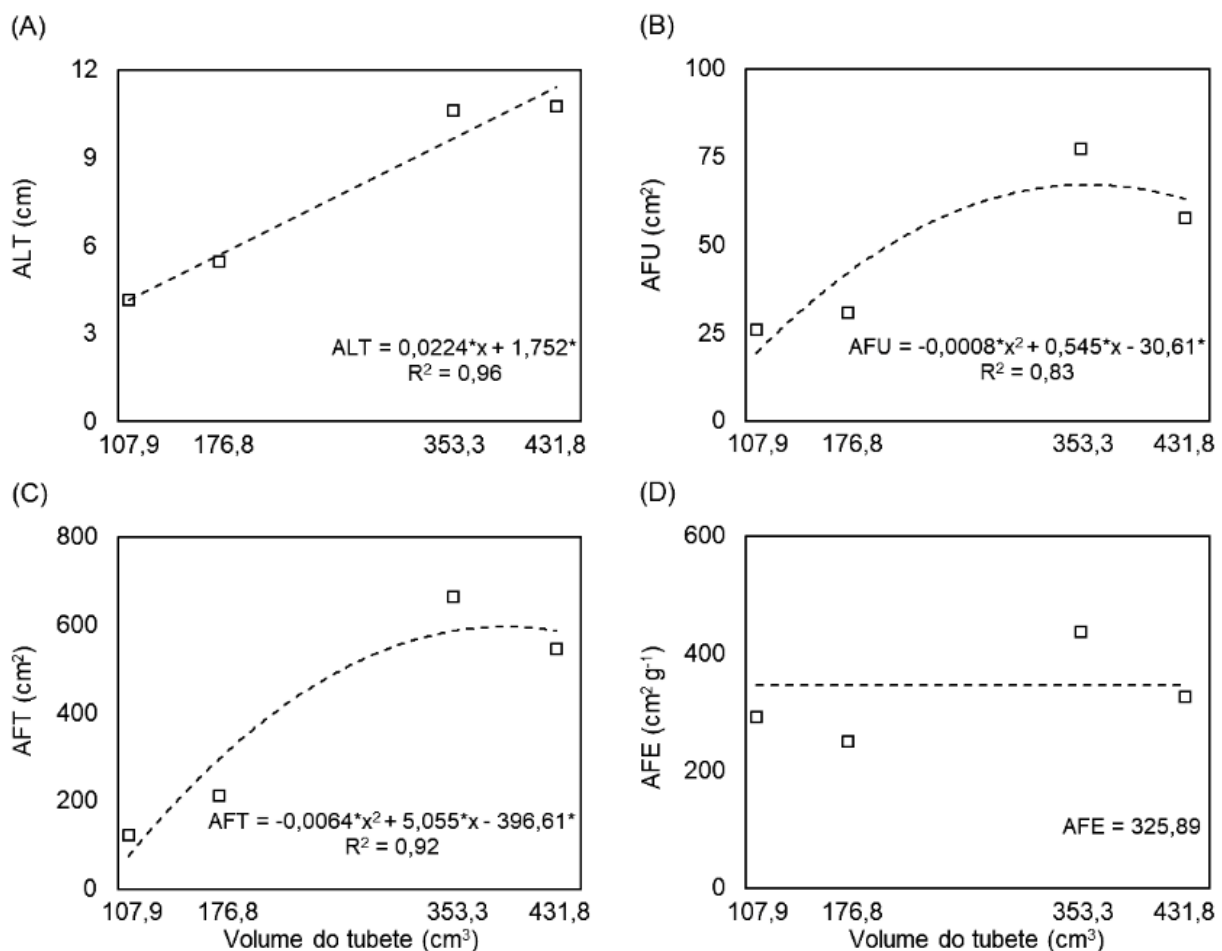 (A)
12
9
6
3
0
ALT (cm)
ALT = 0,0224*x + 1,752*
R² = 0,96
107,9 176,8 353,3 431,8
(B)
100
75
50
25
0
AFU (cm²)
AFU = -0,0008*x² + 0,545*x - 30,61*
R² = 0,83
107,9 176,8 353,3 431,8
(C)
800
600
400
200
0
AFT (cm²)
AFT = -0,0064*x² + 5,055*x - 396,61*
R² = 0,92
107,9 176,8 353,3 431,8
Volume do tubete (cm³)
(D)
600
400
200
0
AFE (cm² g⁻¹)
AFE = 325,89
107,9 176,8 353,3 431,8
Volume do tubete (cm³)